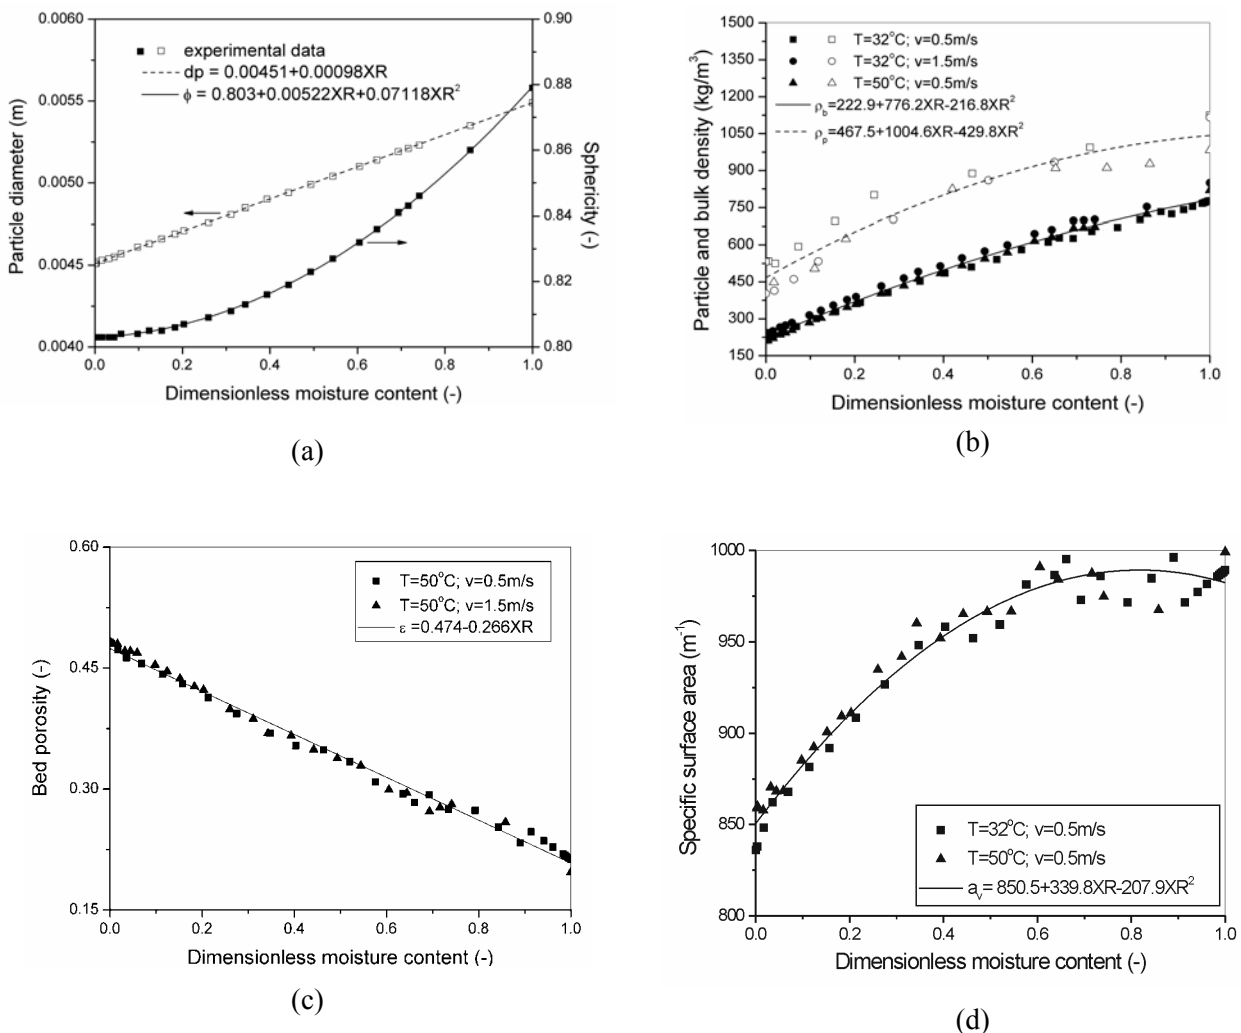 0.0060
0.0055
0.0050
0.0045
0.0040
0.90
0.88
0.86
0.84
0.82
0.80
experimental data
dp = 0.00451+0.00098XR
ϕ = 0.803+0.00522XR+0.07118XR²
Particle diameter (m)
Sphericity (-)
0.0 0.2 0.4 0.6 0.8 1.0
Dimensionless moisture content (-)
(a)
1500
1350
1200
1050
900
750
600
450
300
150
T=32°C; v=0.5m/s
T=32°C; v=1.5m/s
T=50°C; v=0.5m/s
ρb=222.9+776.2XR-216.8XR²
ρp=467.5+1004.6XR-429.8XR²
Particle and bulk density (kg/m³)
0.0 0.2 0.4 0.6 0.8 1.0
Dimensionless moisture content (-)
(b)
0.60
0.45
0.30
0.15
T=50°C; v=0.5m/s
T=50°C; v=1.5m/s
ε =0.474-0.266XR
Bed porosity (-)
0.0 0.2 0.4 0.6 0.8 1.0
Dimensionless moisture content (-)
(c)
1000
950
900
850
800
T=32°C; v=0.5m/s
T=50°C; v=0.5m/s
av = 850.5+339.8XR-207.9XR²
Specific surface area (m⁻¹)
0.0 0.2 0.4 0.6 0.8 1.0
Dimensionless moisture content (-)
(d)